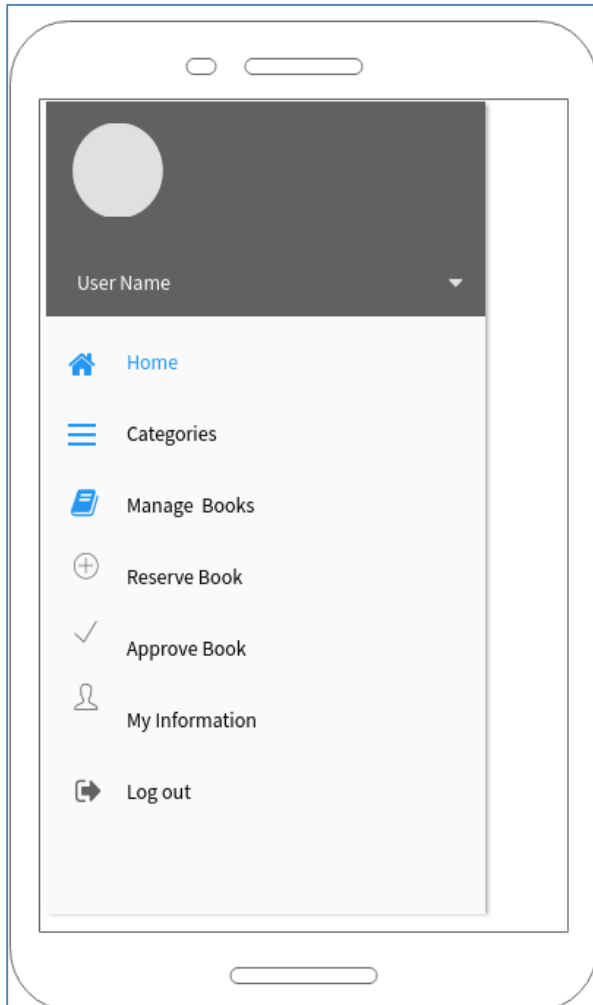 User Name
Home
Categories
Manage Books
Reserve Book
Approve Book
My Information
Log out